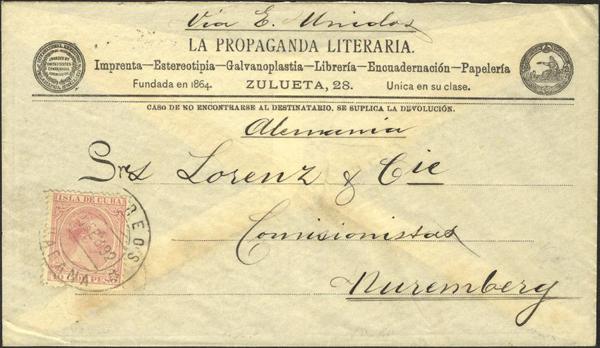 Via E. Unidos
LA PROPAGANDA LITERARIA.
Imprenta—Estereotipia—Galvanoplastia—Librería—Encuadernación—Papelería
Fundada en 1864.
ZULUETA, 28.
Unica en su clase.
CASO DE NO ENCONTRARSE AL DESTINATARIO, SE SUPLICA LA DEVOLUCIÓN.
Alemania
Sres Lorenz & Cie
Comisionistas
Nuremberg
ISLA DE CUBA